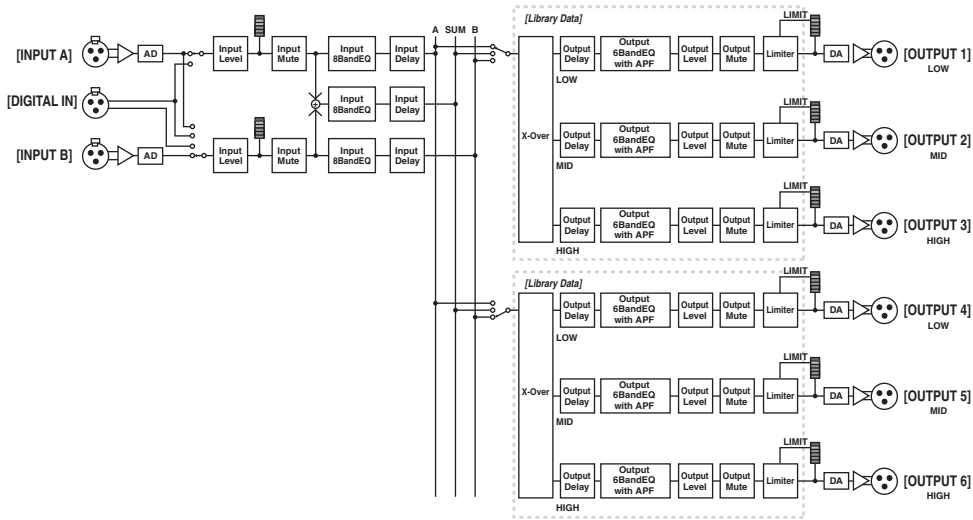 A SUM B
[INPUT A]
AD
Input
Level
Input
Mute
Input
8BandEQ
Input
Delay
[DIGITAL IN]
Input
8BandEQ
Input
Delay
[INPUT B]
AD
Input
Level
Input
Mute
Input
8BandEQ
Input
Delay
[Library Data]
X-Over
LIMIT
Output
Delay
Output
6BandEQ
with APF
Output
Level
Output
Mute
Limiter
DA
[OUTPUT 1]
LOW
LOW
LIMIT
Output
Delay
Output
6BandEQ
with APF
Output
Level
Output
Mute
Limiter
DA
[OUTPUT 2]
MID
MID
LIMIT
Output
Delay
Output
6BandEQ
with APF
Output
Level
Output
Mute
Limiter
DA
[OUTPUT 3]
HIGH
HIGH
[Library Data]
X-Over
LIMIT
Output
Delay
Output
6BandEQ
with APF
Output
Level
Output
Mute
Limiter
DA
[OUTPUT 4]
LOW
LOW
LIMIT
Output
Delay
Output
6BandEQ
with APF
Output
Level
Output
Mute
Limiter
DA
[OUTPUT 5]
MID
MID
LIMIT
Output
Delay
Output
6BandEQ
with APF
Output
Level
Output
Mute
Limiter
DA
[OUTPUT 6]
HIGH
HIGH